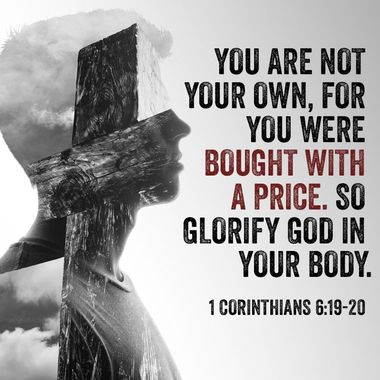 YOU ARE NOT
YOUR OWN, FOR
YOU WERE
BOUGHT WITH
A PRICE. SO
GLORIFY GOD IN
YOUR BODY.
1 CORINTHIANS 6:19-20